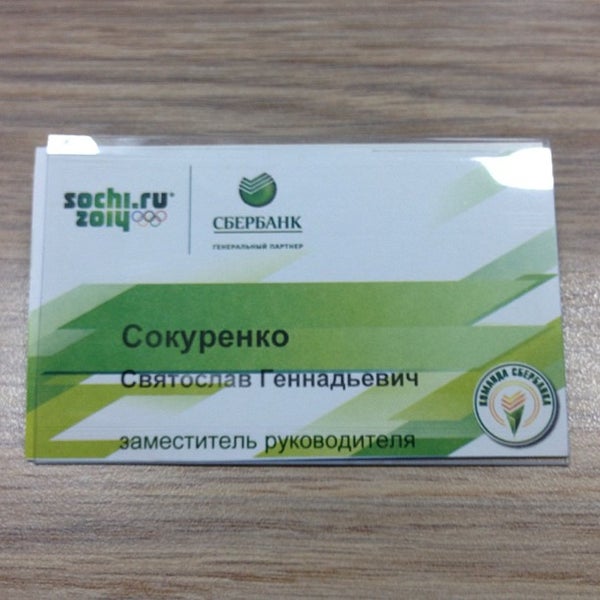 sochi.ru
2014
СБЕРБАНК
ГЕНЕРАЛЬНЫЙ ПАРТНЕР
Сокуренко
Святослав Геннадьевич
заместитель руководителя
КОМАНДА СБЕРБАНКА